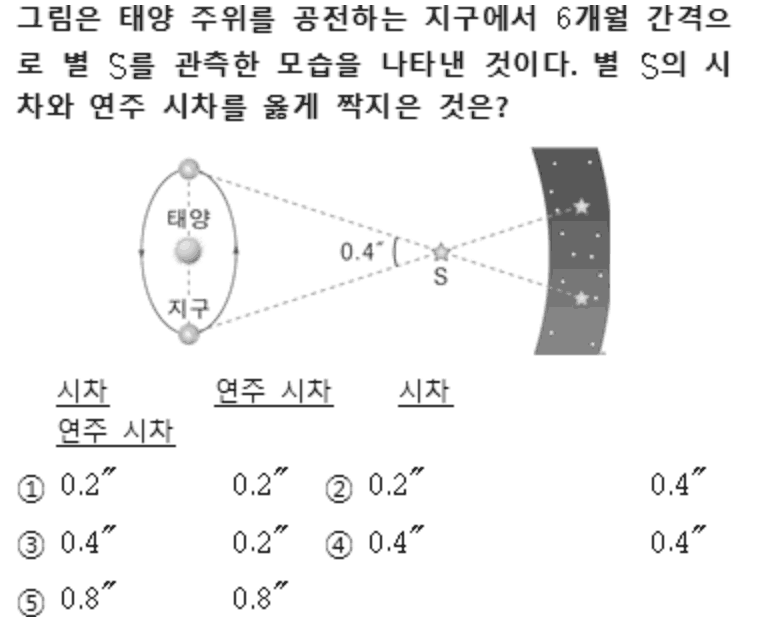 그림은 태양 주위를 공전하는 지구에서 6개월 간격으
로 별 S를 관측한 모습을 나타낸 것이다. 별 S의 시
차와 연주 시차를 옳게 짝지은 것은?
태양
0.4″
S
지구
시차 연주 시차 시차
연주 시차
① 0.2″ 0.2″ ② 0.2″ 0.4″
③ 0.4″ 0.2″ ④ 0.4″ 0.4″
⑤ 0.8″ 0.8″